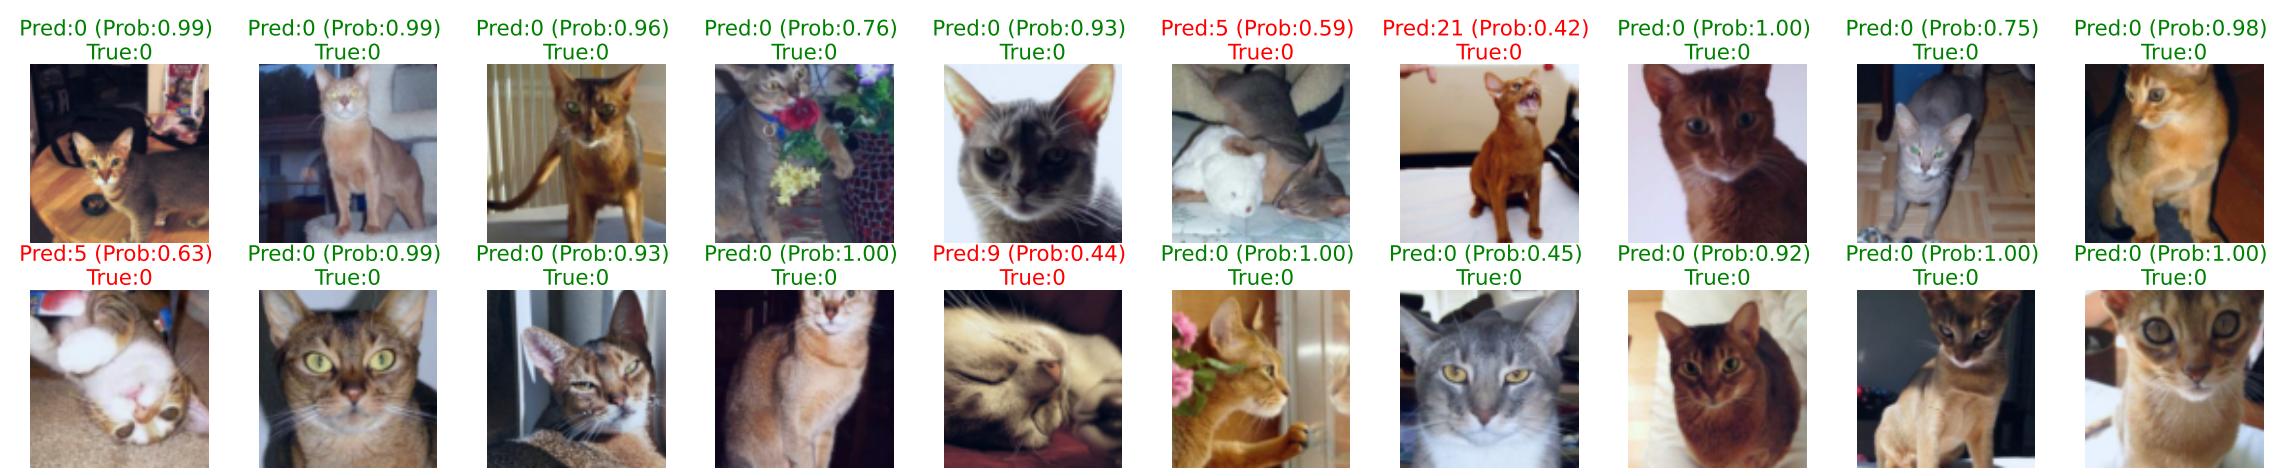 Pred:0 (Prob:0.99) Pred:0 (Prob:0.99) Pred:0 (Prob:0.96) Pred:0 (Prob:0.76) Pred:0 (Prob:0.93) Pred:5 (Prob:0.59) Pred:21 (Prob:0.42) Pred:0 (Prob:1.00) Pred:0 (Prob:0.75) Pred:0 (Prob:0.98)
True:0 True:0 True:0 True:0 True:0 True:0 True:0 True:0 True:0 True:0
Pred:5 (Prob:0.63) Pred:0 (Prob:0.99) Pred:0 (Prob:0.93) Pred:0 (Prob:1.00) Pred:9 (Prob:0.44) Pred:0 (Prob:1.00) Pred:0 (Prob:0.45) Pred:0 (Prob:0.92) Pred:0 (Prob:1.00) Pred:0 (Prob:1.00)
True:0 True:0 True:0 True:0 True:0 True:0 True:0 True:0 True:0 True:0